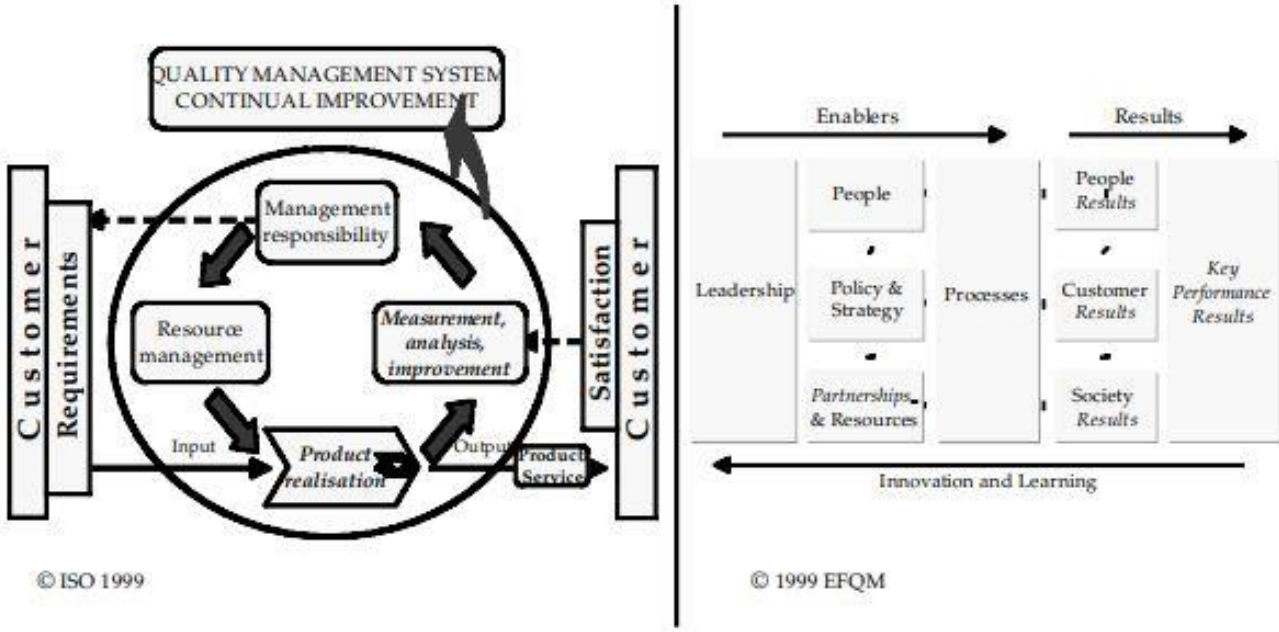 QUALITY MANAGEMENT SYSTEM
CONTINUAL IMPROVEMENT
Customer
Requirements
Management
responsibility
Resource
management
Measurement,
analysis,
improvement
Satisfaction
Customer
Input
Product
realisation
Output
Product
Service
© ISO 1999
Enablers
Results
Leadership
People
Policy &
Strategy
Partnerships
& Resources
Processes
People
Results
Customer
Results
Society
Results
Key
Performance
Results
Innovation and Learning
© 1999 EFQM